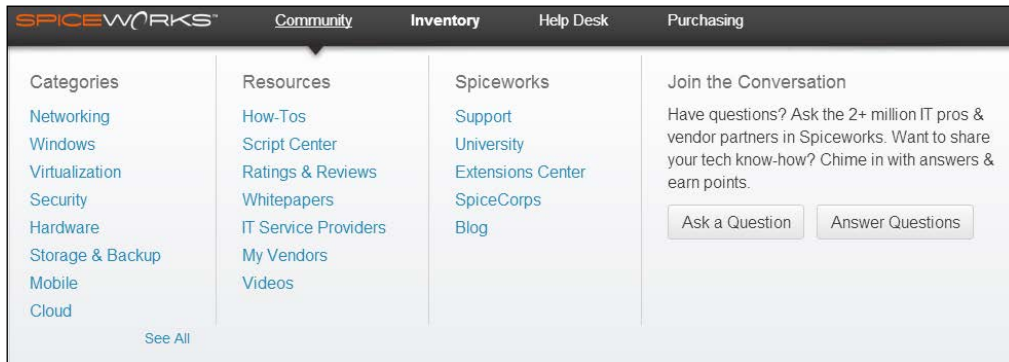 SPICEWORKS™ Community Inventory Help Desk Purchasing
Categories
Networking
Windows
Virtualization
Security
Hardware
Storage & Backup
Mobile
Cloud
See All
Resources
How-Tos
Script Center
Ratings & Reviews
Whitepapers
IT Service Providers
My Vendors
Videos
Spiceworks
Support
University
Extensions Center
SpiceCorps
Blog
Join the Conversation
Have questions? Ask the 2+ million IT pros &
vendor partners in Spiceworks. Want to share
your tech know-how? Chime in with answers &
earn points.
Ask a Question Answer Questions